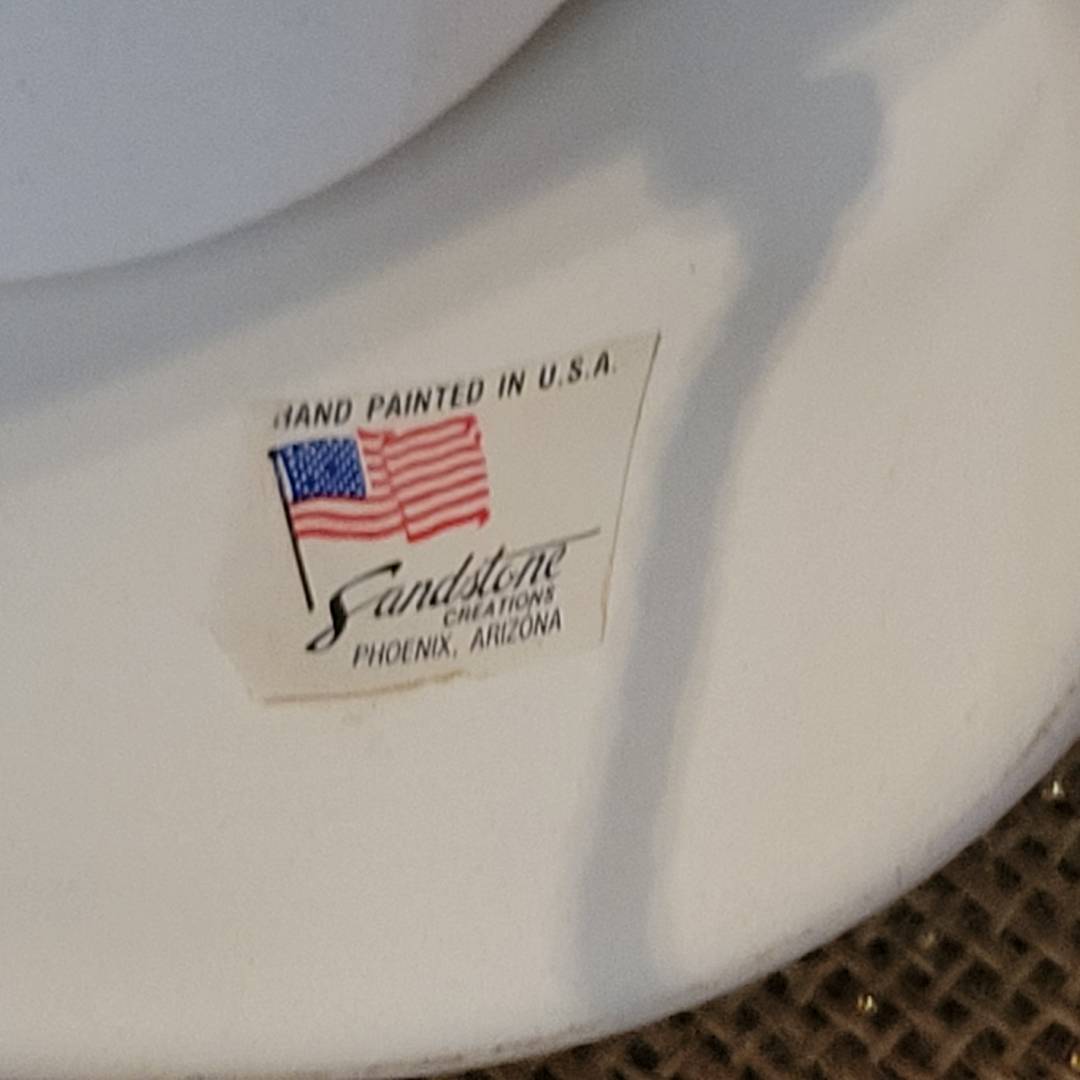 HAND PAINTED IN U.S.A.
Sandstone
CREATIONS
PHOENIX, ARIZONA